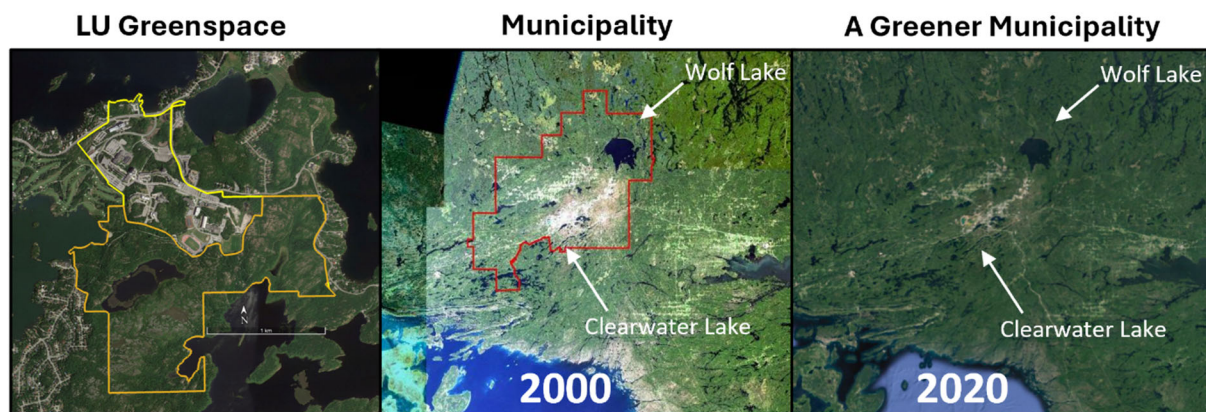 LU Greenspace
Municipality
A Greener Municipality
Wolf Lake
Wolf Lake
N
1 km
Clearwater Lake
Clearwater Lake
2000
2020